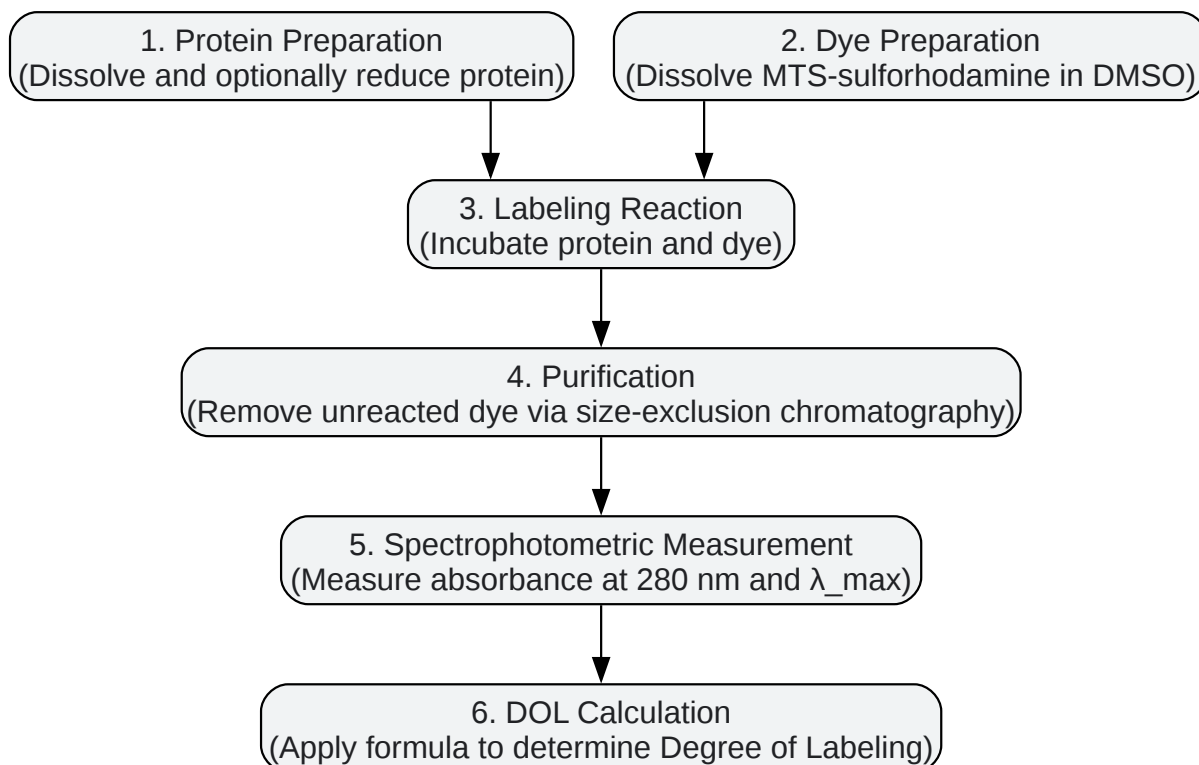 1. Protein Preparation
(Dissolve and optionally reduce protein)
2. Dye Preparation
(Dissolve MTS-sulforhodamine in DMSO)
3. Labeling Reaction
(Incubate protein and dye)
4. Purification
(Remove unreacted dye via size-exclusion chromatography)
5. Spectrophotometric Measurement
(Measure absorbance at 280 nm and λ_max)
6. DOL Calculation
(Apply formula to determine Degree of Labeling)